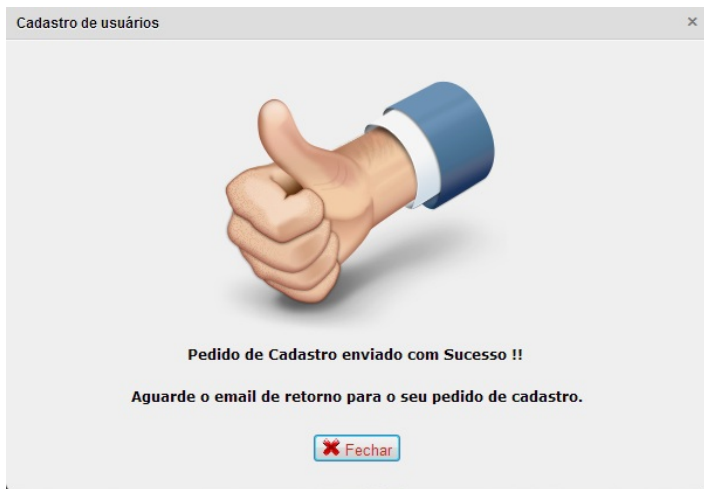 Cadastro de usuários
Pedido de Cadastro enviado com Sucesso !!
Aguarde o email de retorno para o seu pedido de cadastro.
Fechar